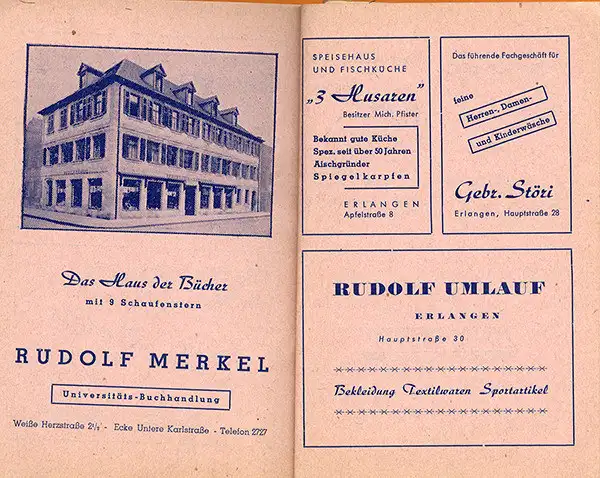 Das Haus der Bücher
mit 9 Schaufenstern
RUDOLF MERKEL
Universitäts-Buchhandlung
Weiße Herzstraße 2½ - Ecke Untere Karlstraße - Telefon 2727
SPEISEHAUS
UND FISCHKÜCHE
„3 Husaren"
Besitzer Mich. Pfister
Bekannt gute Küche
Spez. seit über 50 Jahren
Aischgründer
Spiegelkarpfen
ERLANGEN
Apfelstraße 8
Das führende Fachgeschäft für
feine
Herren-, Damen-
und Kinderwäsche
Gebr. Störi
Erlangen, Hauptstraße 28
RUDOLF UMLAUF
ERLANGEN
Hauptstraße 30
Bekleidung Textilwaren Sportartikel